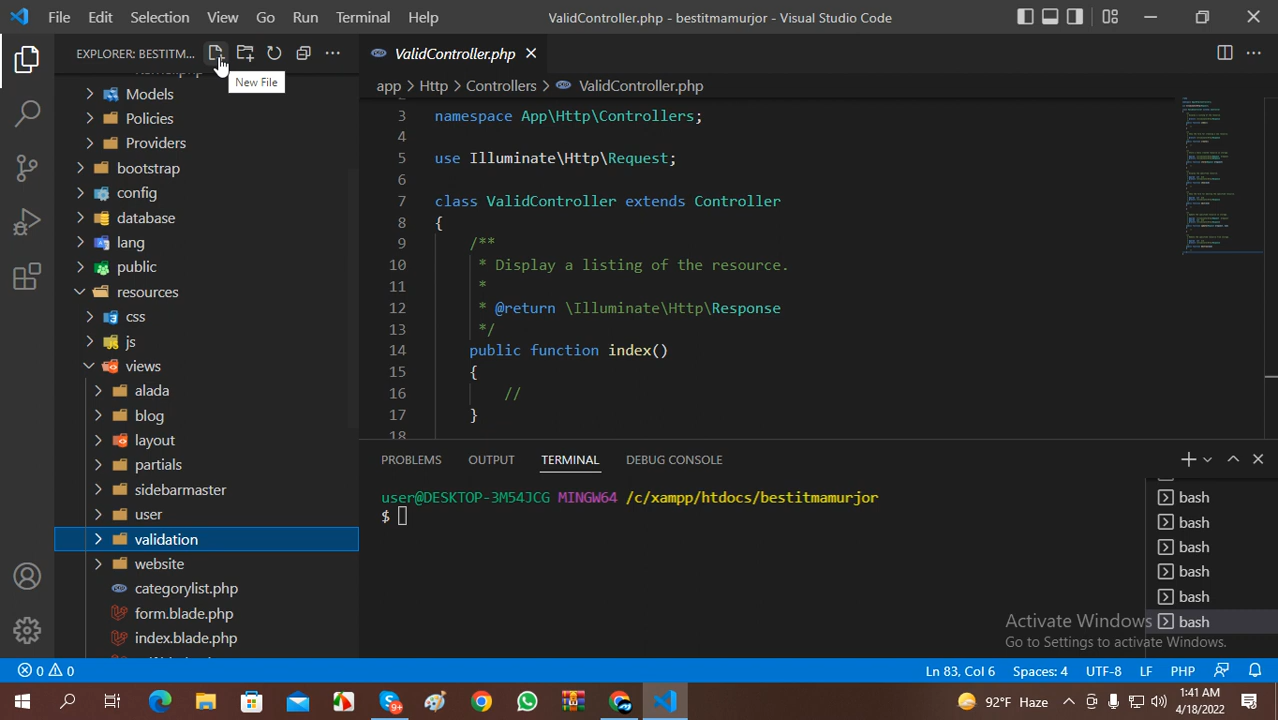 File Edit Selection View Go Run Terminal Help
ValidController.php - bestitmamurjor - Visual Studio Code
EXPLORER: BESTITM...
New File
Models
Policies
Providers
bootstrap
config
database
lang
public
resources
css
js
views
alada
blog
layout
partials
sidebarmaster
user
validation
website
categorylist.php
form.blade.php
index.blade.php
ValidController.php
app > Http > Controllers > ValidController.php
3 namespace App\Http\Controllers;
4
5 use Illuminate\Http\Request;
6
7 class ValidController extends Controller
8 {
9 /**
10 * Display a listing of the resource.
11 *
12 * @return \Illuminate\Http\Response
13 */
14 public function index()
15 {
16 //
17 }
18
PROBLEMS OUTPUT TERMINAL DEBUG CONSOLE
user@DESKTOP-3M54JCG MINGW64 /c/xampp/htdocs/bestitmamurjor
$
bash
bash
bash
bash
bash
bash
Activate Windows
Go to Settings to activate Windows.
0 0
Ln 83, Col 6 Spaces: 4 UTF-8 LF PHP
92°F Haze
1:41 AM
4/18/2022